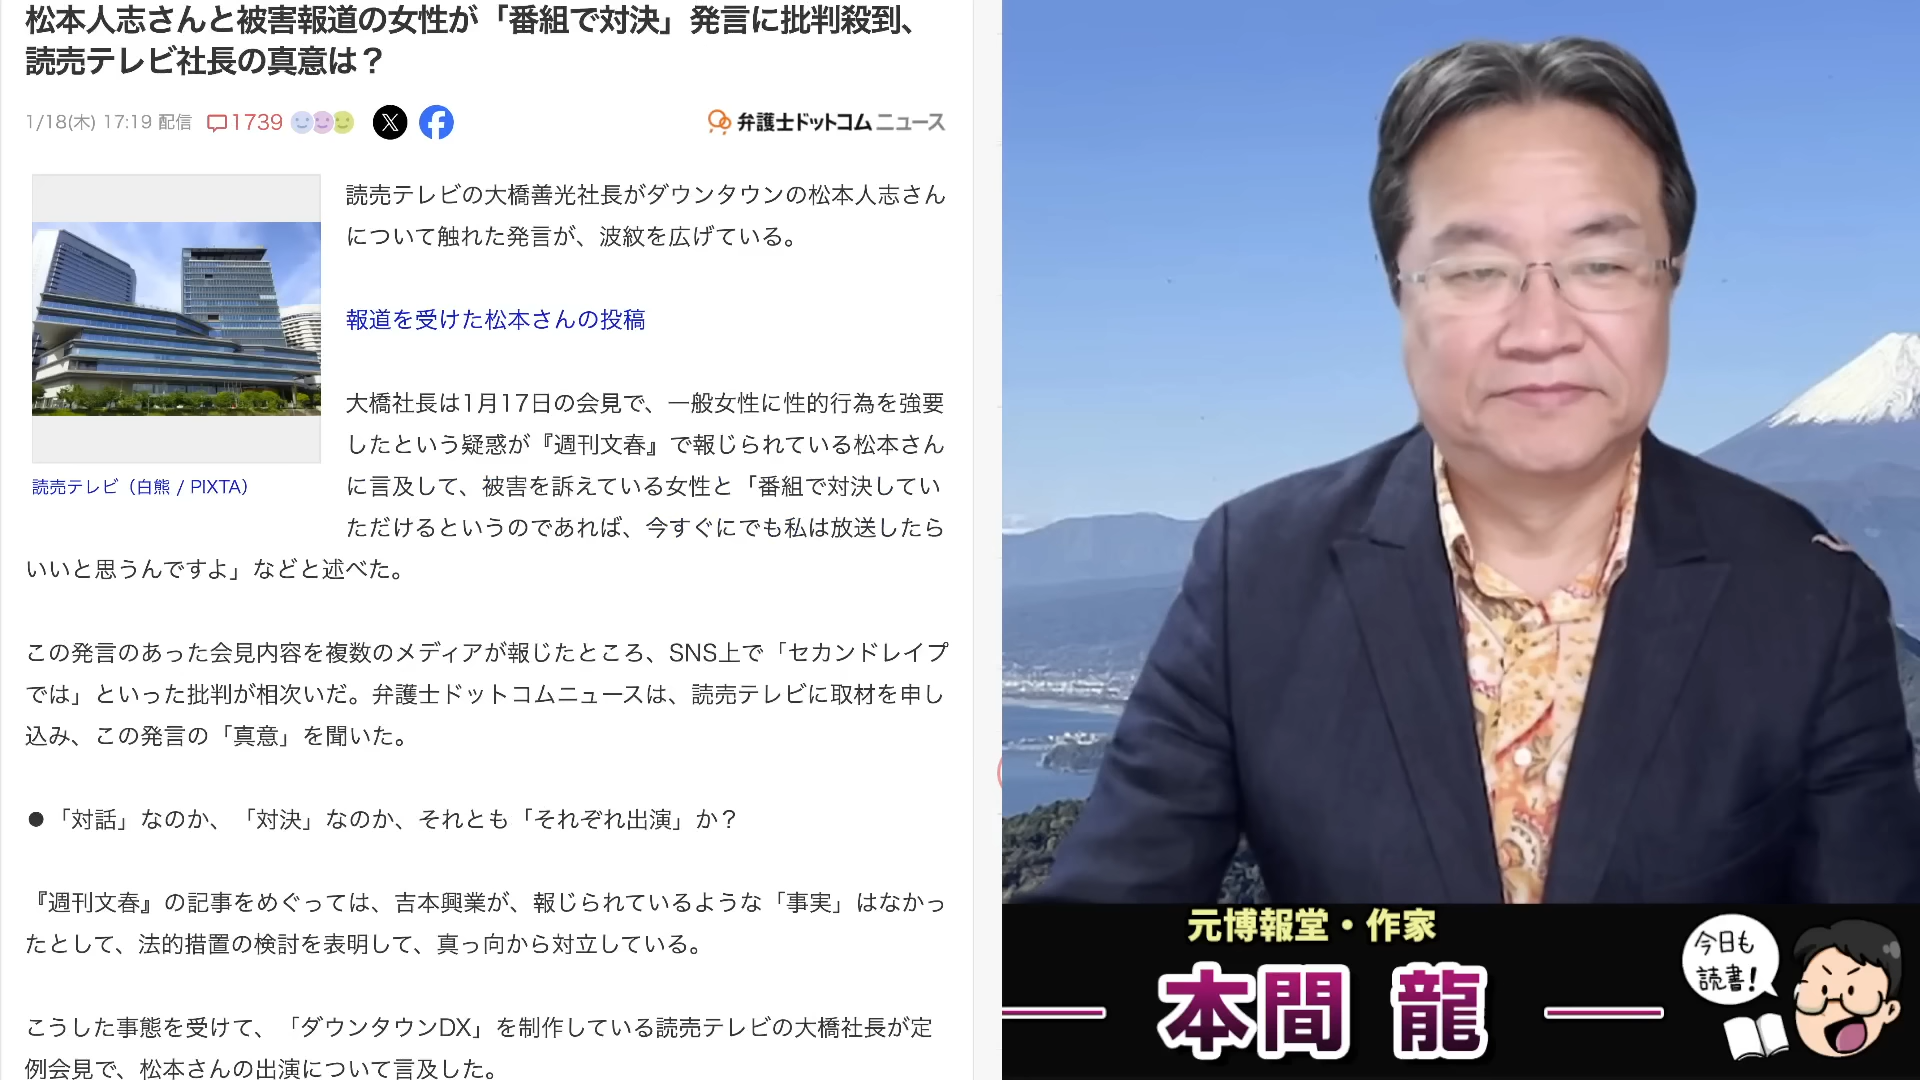 松本人志さんと被害報道の女性が「番組で対決」発言に批判殺到、
読売テレビ社長の真意は？
1/18(木) 17:19 配信
1739
弁護士ドットコムニュース
読売テレビの大橋善光社長がダウンタウンの松本人志さん
について触れた発言が、波紋を広げている。
報道を受けた松本さんの投稿
大橋社長は1月17日の会見で、一般女性に性的行為を強要
したという疑惑が『週刊文春』で報じられている松本さん
に言及して、被害を訴えている女性と「番組で対決してい
ただけるというのであれば、今すぐにでも私は放送したら
いいと思うんですよ」などと述べた。
読売テレビ（白熊 / PIXTA）
この発言のあった会見内容を複数のメディアが報じたところ、SNS上で「セカンドレイプ
では」といった批判が相次いだ。弁護士ドットコムニュースは、読売テレビに取材を申し
込み、この発言の「真意」を聞いた。
●「対話」なのか、「対決」なのか、それとも「それぞれ出演」か？
『週刊文春』の記事をめぐっては、吉本興業が、報じられているような「事実」はなかっ
たとして、法的措置の検討を表明して、真っ向から対立している。
こうした事態を受けて、「ダウンタウンDX」を制作している読売テレビの大橋社長が定
例会見で、松本さんの出演について言及した。
元博報堂・作家
本間 龍
今日も
読書!